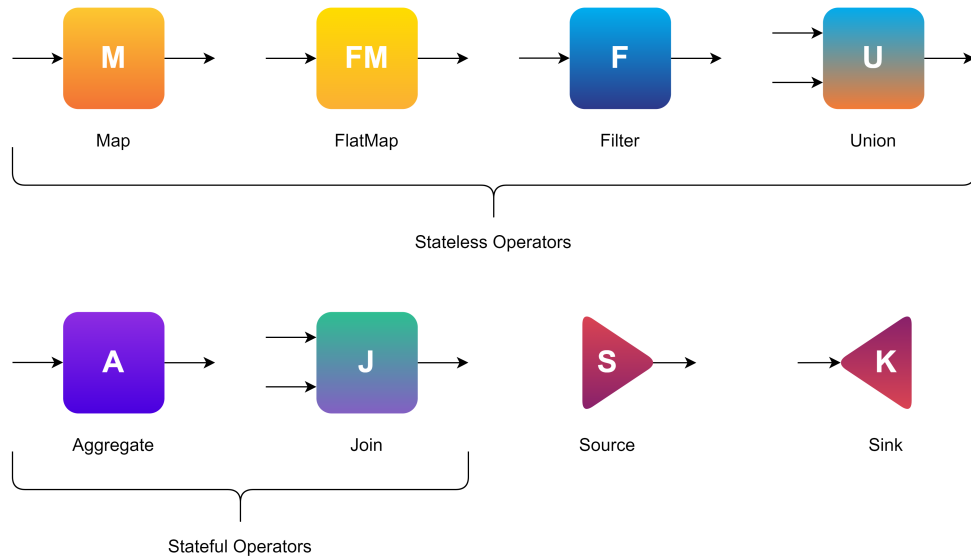 M
FM
F
U
Map
FlatMap
Filter
Union
Stateless Operators
A
J
S
K
Aggregate
Join
Source
Sink
Stateful Operators